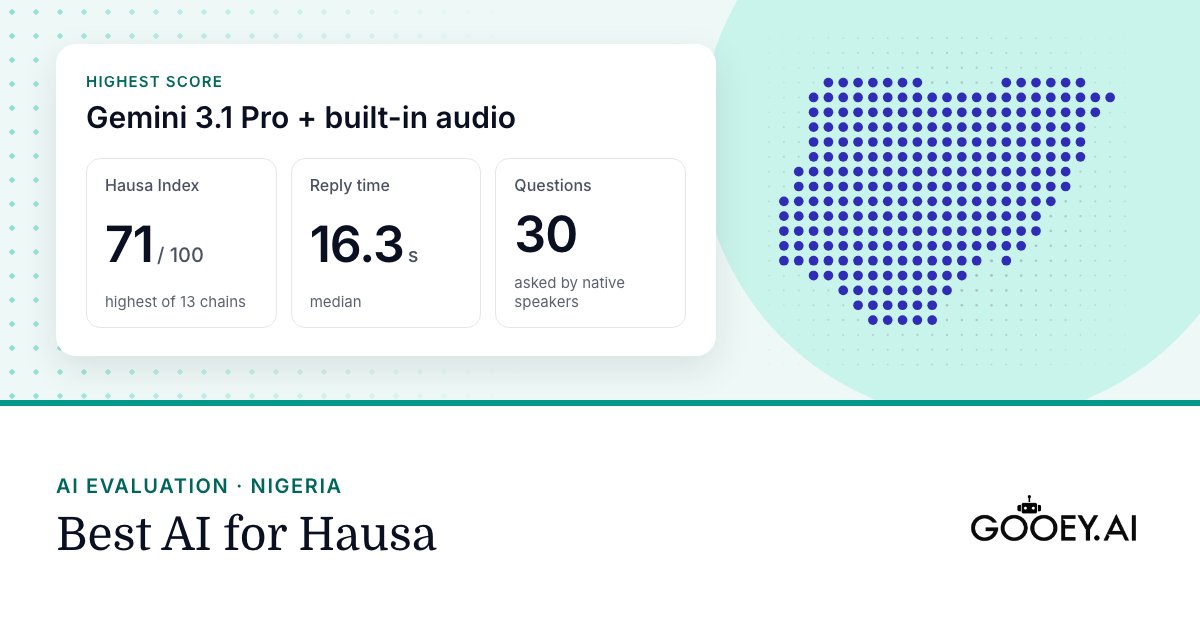 HIGHEST SCORE
Gemini 3.1 Pro + built-in audio
Hausa Index
71 / 100
highest of 13 chains
Reply time
16.3 s
median
Questions
30
asked by native
speakers
AI EVALUATION · NIGERIA
Best AI for Hausa
GOOEY.AI